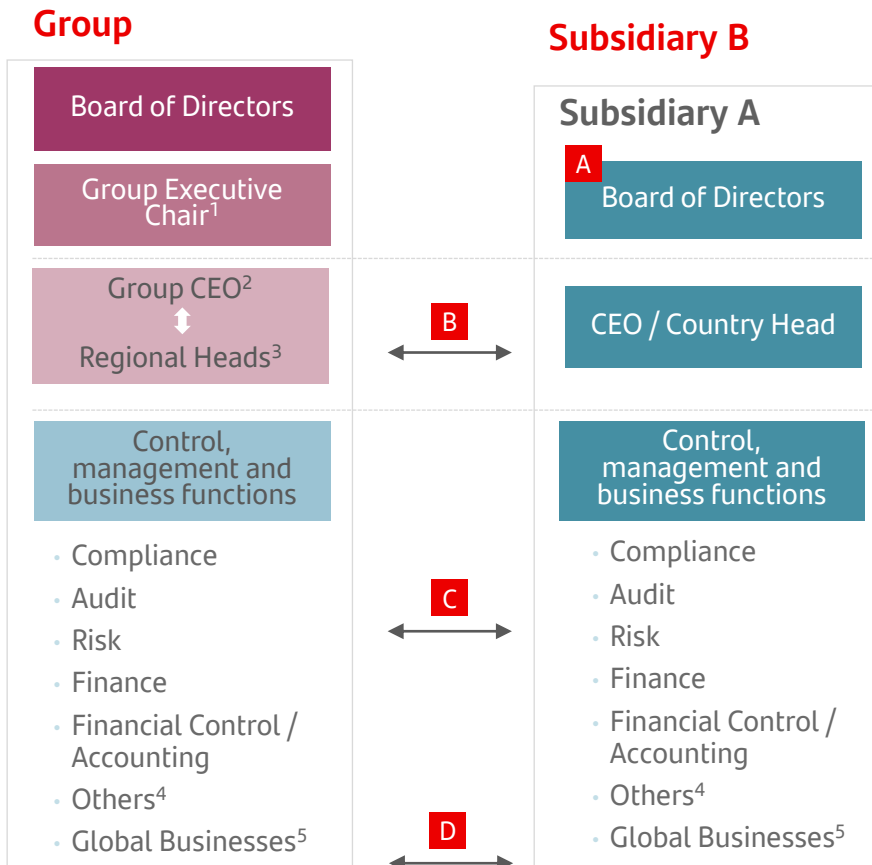 Group
Board of Directors
Group Executive
Chair¹
Group CEO²
Regional Heads³
Control,
management and
business functions
• Compliance
• Audit
• Risk
• Finance
• Financial Control /
Accounting
• Others⁴
• Global Businesses⁵
B
C
D
Subsidiary B
Subsidiary A
A
Board of Directors
CEO / Country Head
Control,
management and
business functions
• Compliance
• Audit
• Risk
• Finance
• Financial Control /
Accounting
• Others⁴
• Global Businesses⁵